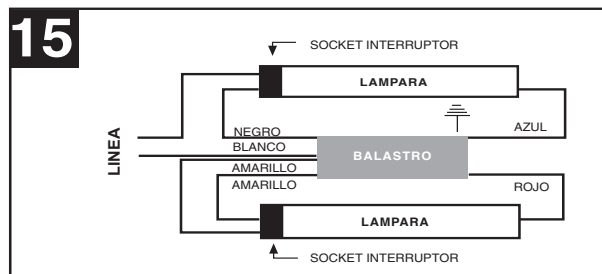 15
SOCKET INTERRUPTOR
LAMPARA
LINEA
NEGRO
BLANCO
AMARILLO
AMARILLO
BALASTRO
AZUL
ROJO
LAMPARA
SOCKET INTERRUPTOR